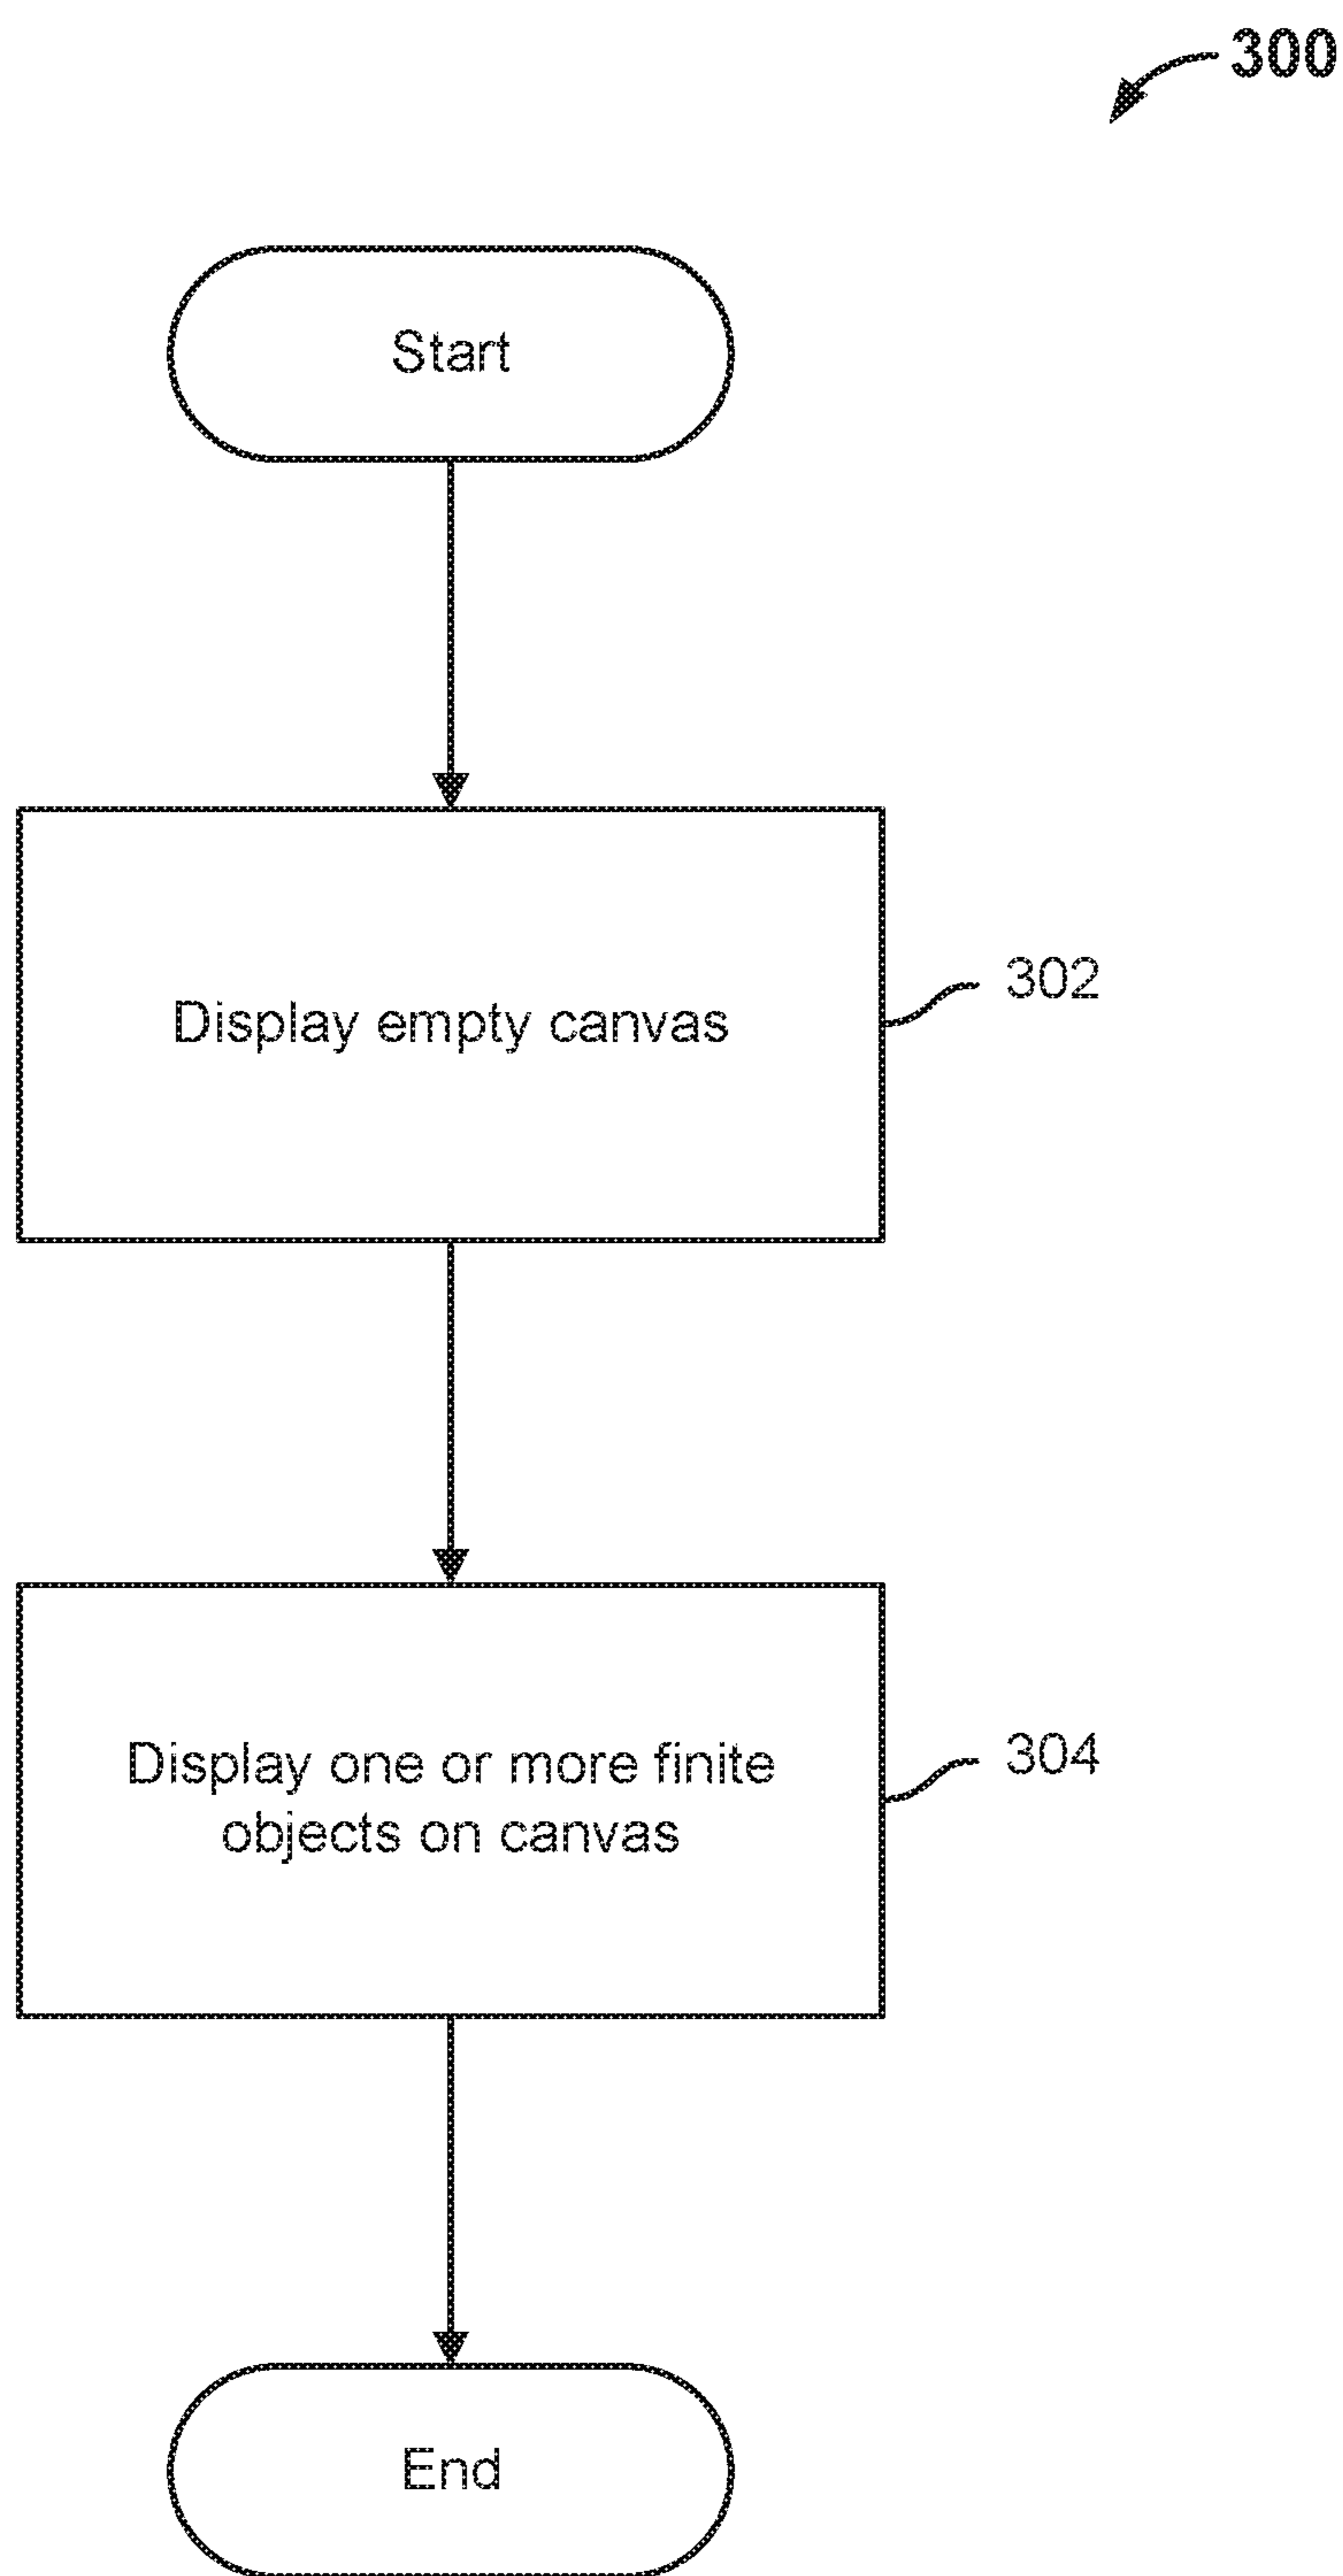 300
Start
Display empty canvas
302
Display one or more finite
objects on canvas
304
End